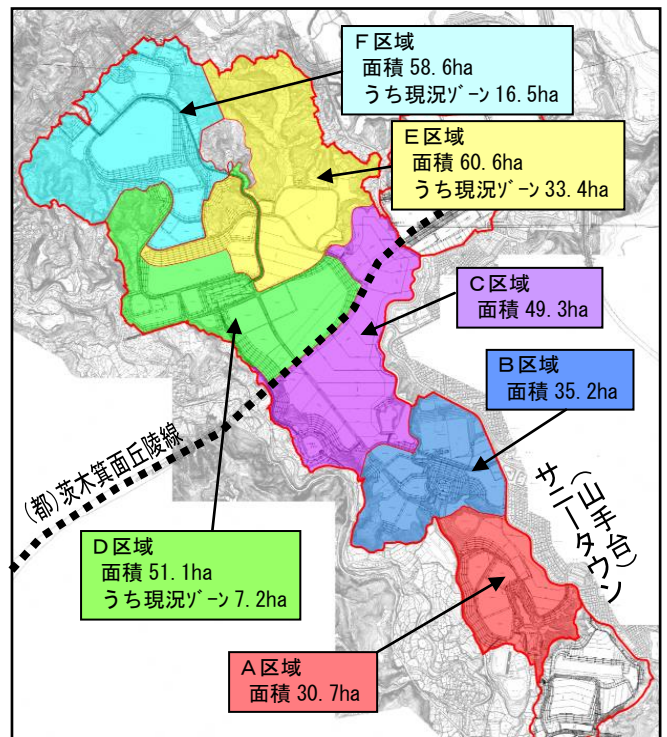 F区域
面積 58.6ha
うち現況ｿﾞｰﾝ 16.5ha
E区域
面積 60.6ha
うち現況ｿﾞｰﾝ 33.4ha
C区域
面積 49.3ha
B区域
面積 35.2ha
(都)茨木箕面丘陵線
(山手台)
サニータウン
D区域
面積 51.1ha
うち現況ｿﾞｰﾝ 7.2ha
A区域
面積 30.7ha